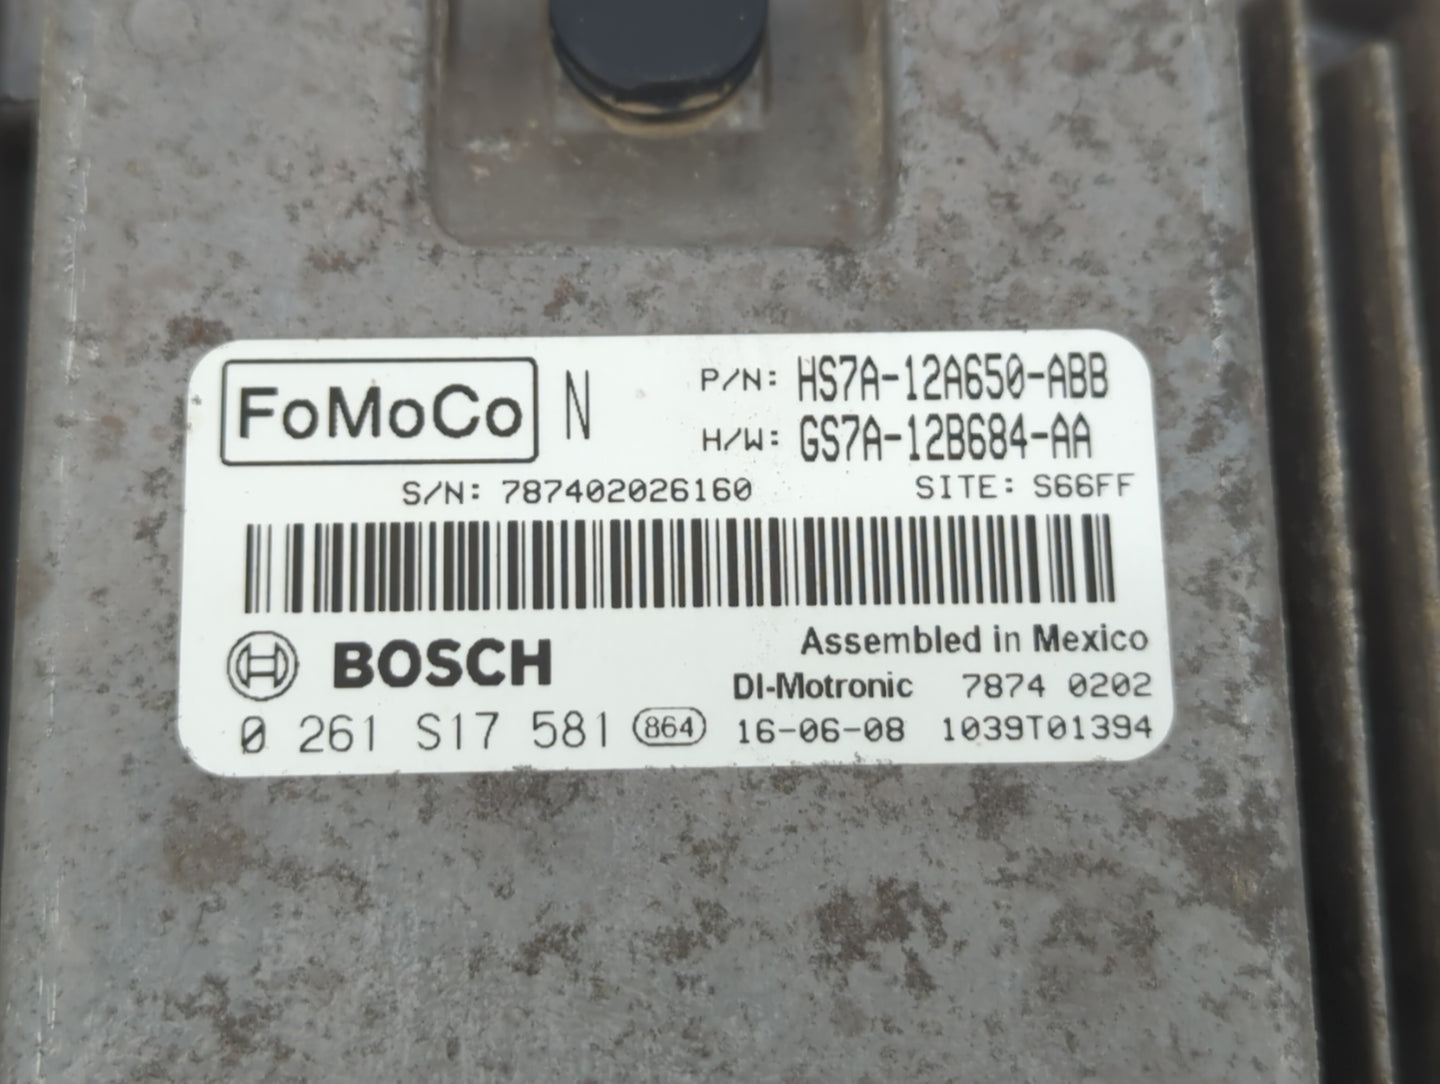 FoMoCo N P/N: HS7A-12A650-ABB
H/W: GS7A-12B684-AA
S/N: 787402026160 SITE: S66FF
BOSCH Assembled in Mexico
DI-Motronic 7874 0202
0 261 S17 581 864 16-06-08 1039T01394